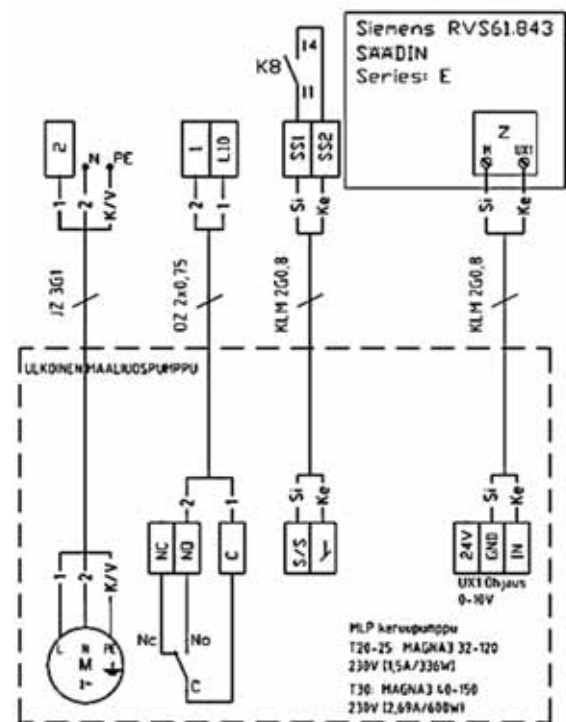 Siemens RVS61.843
SÄÄDIN
Series: E
K8
14
11
2
N
PE
1
L10
SS1
SS2
Z
M
UX1
1
2
K/V
2
1
Si
Ke
Si
Ke
JZ 3G1
OZ 2x0,75
KLM 2G0,8
KLM 2G0,8
ULKOINEN MAALIUOSPUMPPU
2
1
Si
Ke
Si
Ke
NC
NO
C
S/S
24V
GND
IN
UX1 Ohjaus
0-10V
1
2
K/V
L
N
PE
M
1~
Nc
No
C
MLP keruupumppu
T20-25: MAGNA3 32-120
230V (1,5A/336W)
T30: MAGNA3 40-150
230V (2,69A/600W)